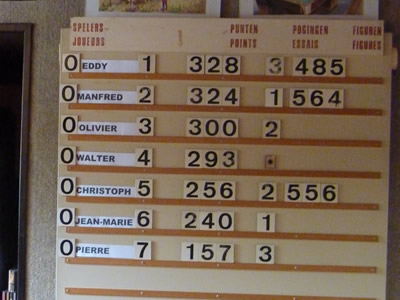 SPELERS PUNTEN POGINGEN FIGUREN
JOUEURS POINTS ESSAIS FIGURES
0 EDDY 1 328 3 485
0 MANFRED 2 324 1 564
0 OLIVIER 3 300 2
0 WALTER 4 293
0 CHRISTOPH 5 256 2 556
0 JEAN-MARIE 6 240 1
0 PIERRE 7 157 3